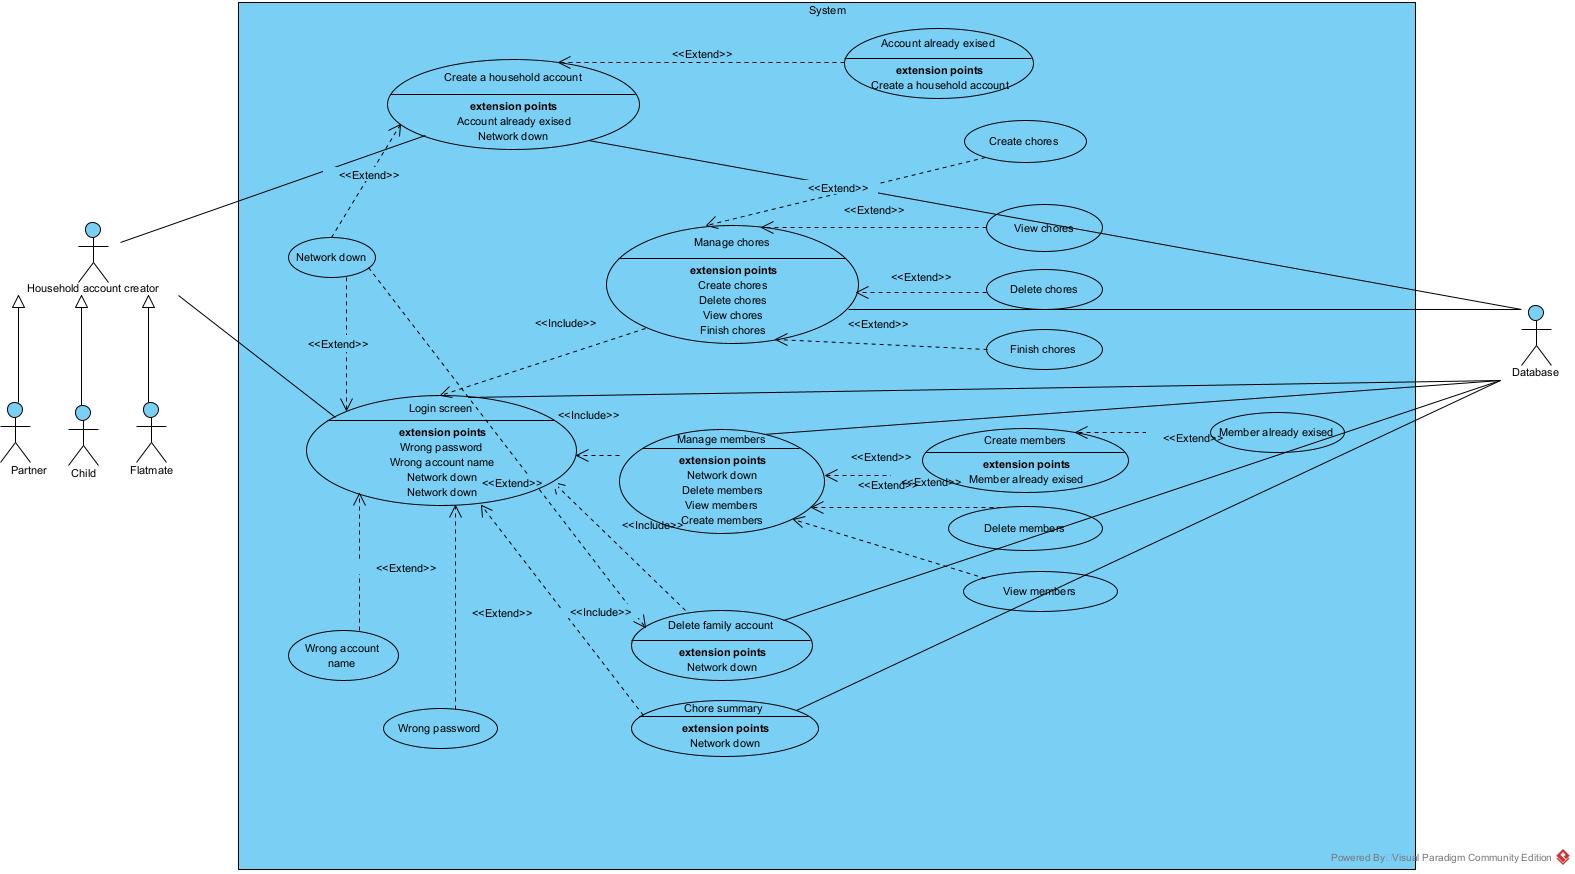 System
Account already exised
extension points
Create a household account
<<Extend>>
Create a household account
extension points
Account already exised
Network down
Create chores
<<Extend>>
<<Extend>>
<<Extend>>
View chores
Manage chores
extension points
Create chores
Delete chores
View chores
Finish chores
Network down
Household account creator
<<Extend>>
Delete chores
<<Include>>
<<Extend>>
<<Extend>>
Finish chores
Database
Login screen
extension points
Wrong password
Wrong account name
Network down
Network down
<<Include>>
<<Extend>>
Manage members
extension points
Network down
Delete members
View members
Create members
<<Extend>>
<<Extend>>
<<Extend>>
Create members
extension points
Member already exised
<<Extend>>
Member already exised
Partner
Child
Flatmate
<<Include>>
Delete members
<<Extend>>
View members
<<Extend>>
<<Include>>
Delete family account
extension points
Network down
Wrong account
name
Wrong password
Chore summary
extension points
Network down
Powered By: Visual Paradigm Community Edition